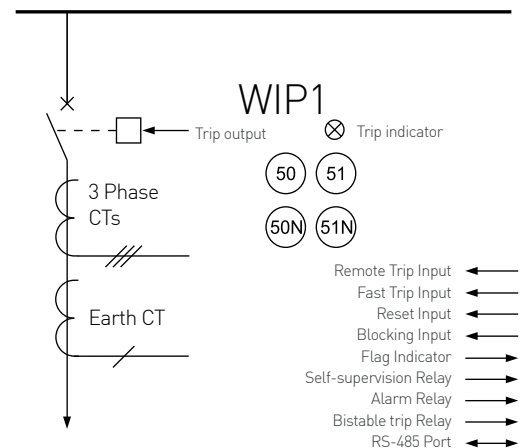 WIP1
Trip output
Trip indicator
50
51
3 Phase
CTs
50N
51N
Remote Trip Input
Fast Trip Input
Reset Input
Earth CT
Blocking Input
Flag Indicator
Self-supervision Relay
Alarm Relay
Bistable trip Relay
RS-485 Port